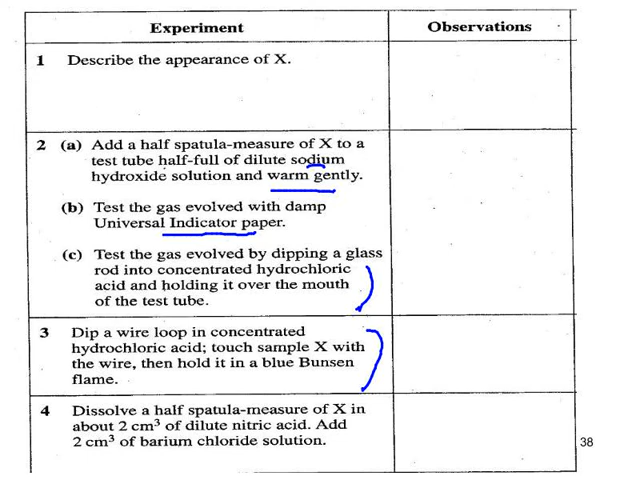 Experiment
Observations
1 Describe the appearance of X.
2 (a) Add a half spatula-measure of X to a
test tube half-full of dilute sodium
hydroxide solution and warm gently.
(b) Test the gas evolved with damp
Universal Indicator paper.
(c) Test the gas evolved by dipping a glass
rod into concentrated hydrochloric
acid and holding it over the mouth
of the test tube.
3 Dip a wire loop in concentrated
hydrochloric acid; touch sample X with
the wire, then hold it in a blue Bunsen
flame.
4 Dissolve a half spatula-measure of X in
about 2 cm³ of dilute nitric acid. Add
2 cm³ of barium chloride solution.
38